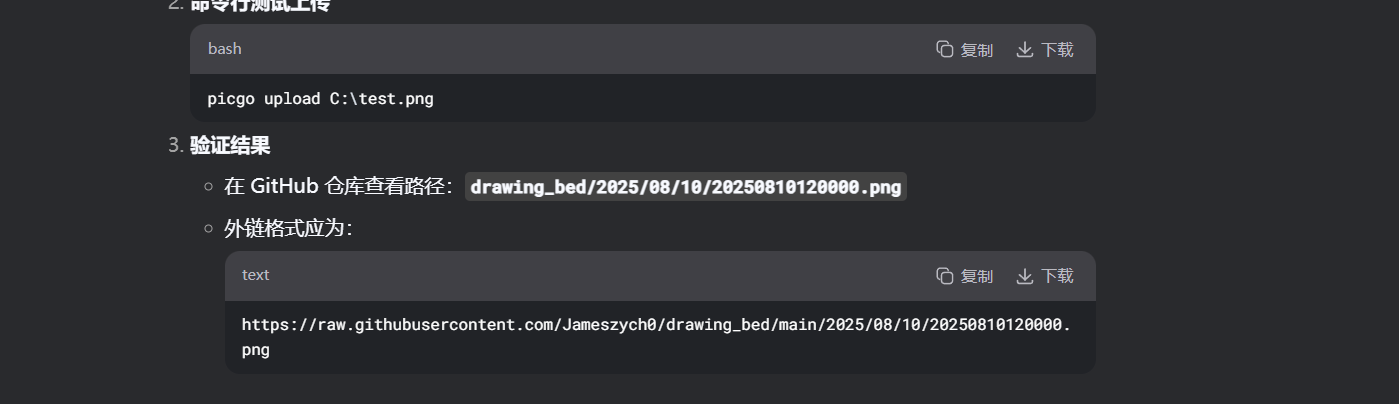 2. 命令行测试上传
bash 复制 下载
picgo upload C:\test.png
3. 验证结果
在 GitHub 仓库查看路径：drawing_bed/2025/08/10/20250810120000.png
外链格式应为：
text 复制 下载
https://raw.githubusercontent.com/Jameszych0/drawing_bed/main/2025/08/10/20250810120000.
png